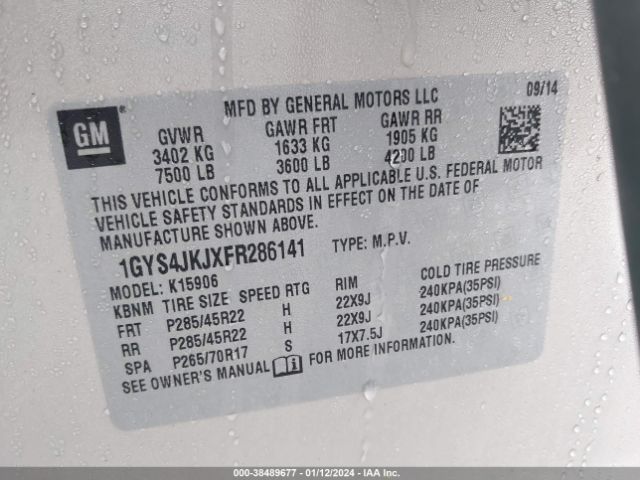 MFD BY GENERAL MOTORS LLC 09/14
GM
GVWR GAWR FRT GAWR RR
3402 KG 1633 KG 1905 KG
7500 LB 3600 LB 4200 LB
THIS VEHICLE CONFORMS TO ALL APPLICABLE U.S. FEDERAL MOTOR
VEHICLE SAFETY STANDARDS IN EFFECT ON THE DATE OF
MANUFACTURE SHOWN ABOVE.
1GYS4JKJXFR286141 TYPE: M.P.V.
MODEL: K15906
KBNM TIRE SIZE SPEED RTG RIM COLD TIRE PRESSURE
FRT P285/45R22 H 22X9J 240KPA(35PSI)
RR P285/45R22 H 22X9J 240KPA(35PSI)
SPA P265/70R17 S 17X7.5J 240KPA(35PSI)
SEE OWNER'S MANUAL FOR MORE INFORMATION.
000-38489677 - 01/12/2024 - IAA Inc.